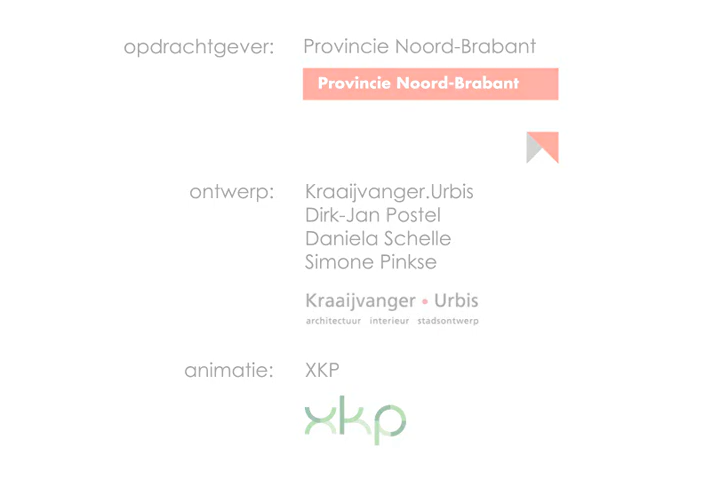 opdrachtgever: Provincie Noord-Brabant
Provincie Noord-Brabant
ontwerp: Kraaijvanger.Urbis
Dirk-Jan Postel
Daniela Schelle
Simone Pinkse
Kraaijvanger • Urbis
architectuur interieur stadsontwerp
animatie: XKP
xkp